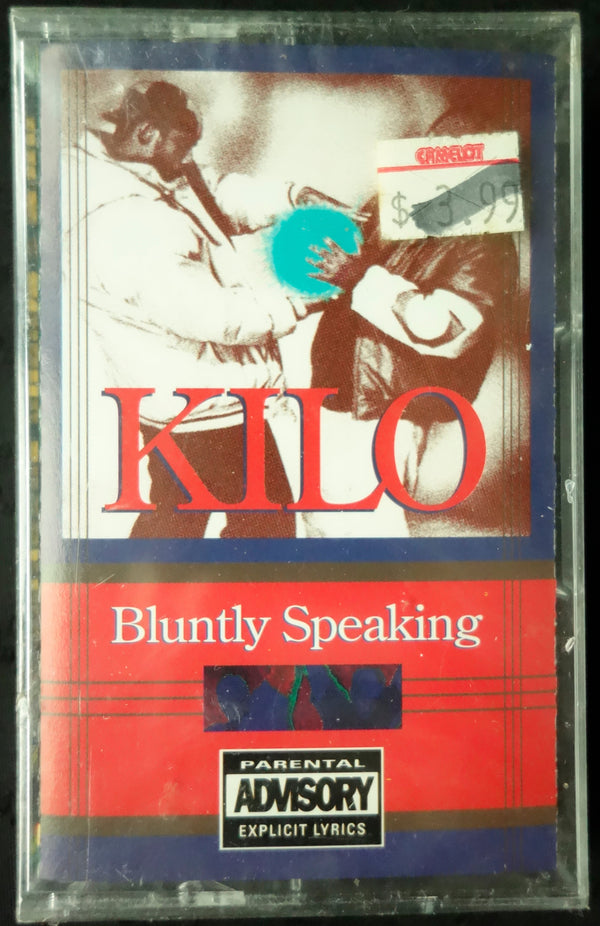 CAMELOT
$ 3.99
KILO
Bluntly Speaking
PARENTAL
ADVISORY
EXPLICIT LYRICS